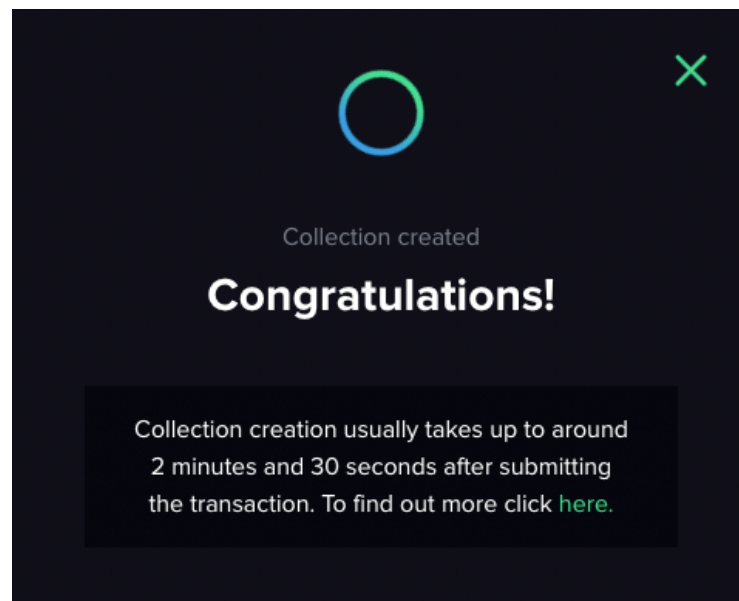 Collection created
Congratulations!
Collection creation usually takes up to around
2 minutes and 30 seconds after submitting
the transaction. To find out more click here.